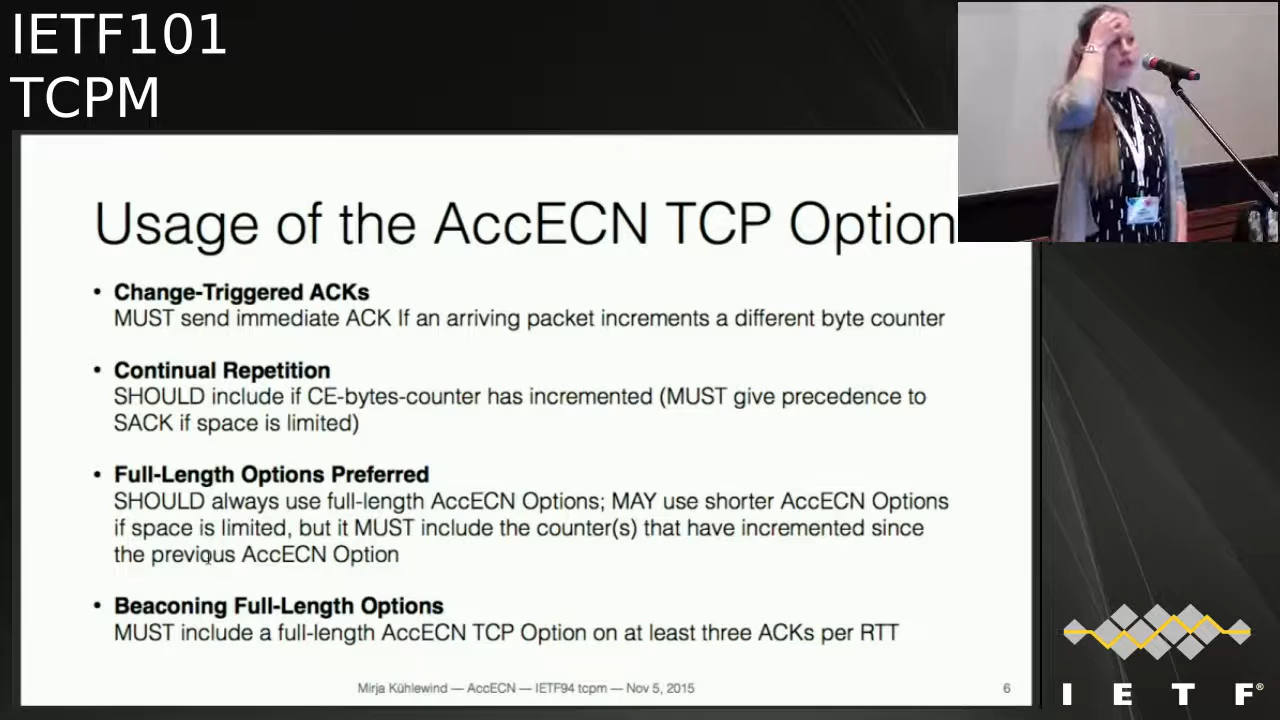 IETF101
TCPM
Usage of the AccECN TCP Option
• Change-Triggered ACKs
MUST send immediate ACK If an arriving packet increments a different byte counter
• Continual Repetition
SHOULD include if CE-bytes-counter has incremented (MUST give precedence to
SACK if space is limited)
• Full-Length Options Preferred
SHOULD always use full-length AccECN Options; MAY use shorter AccECN Options
if space is limited, but it MUST include the counter(s) that have incremented since
the previous AccECN Option
• Beaconing Full-Length Options
MUST include a full-length AccECN TCP Option on at least three ACKs per RTT
Mirja Kühlewind — AccECN — IETF94 tcpm — Nov 5, 2015
6
I E T F®